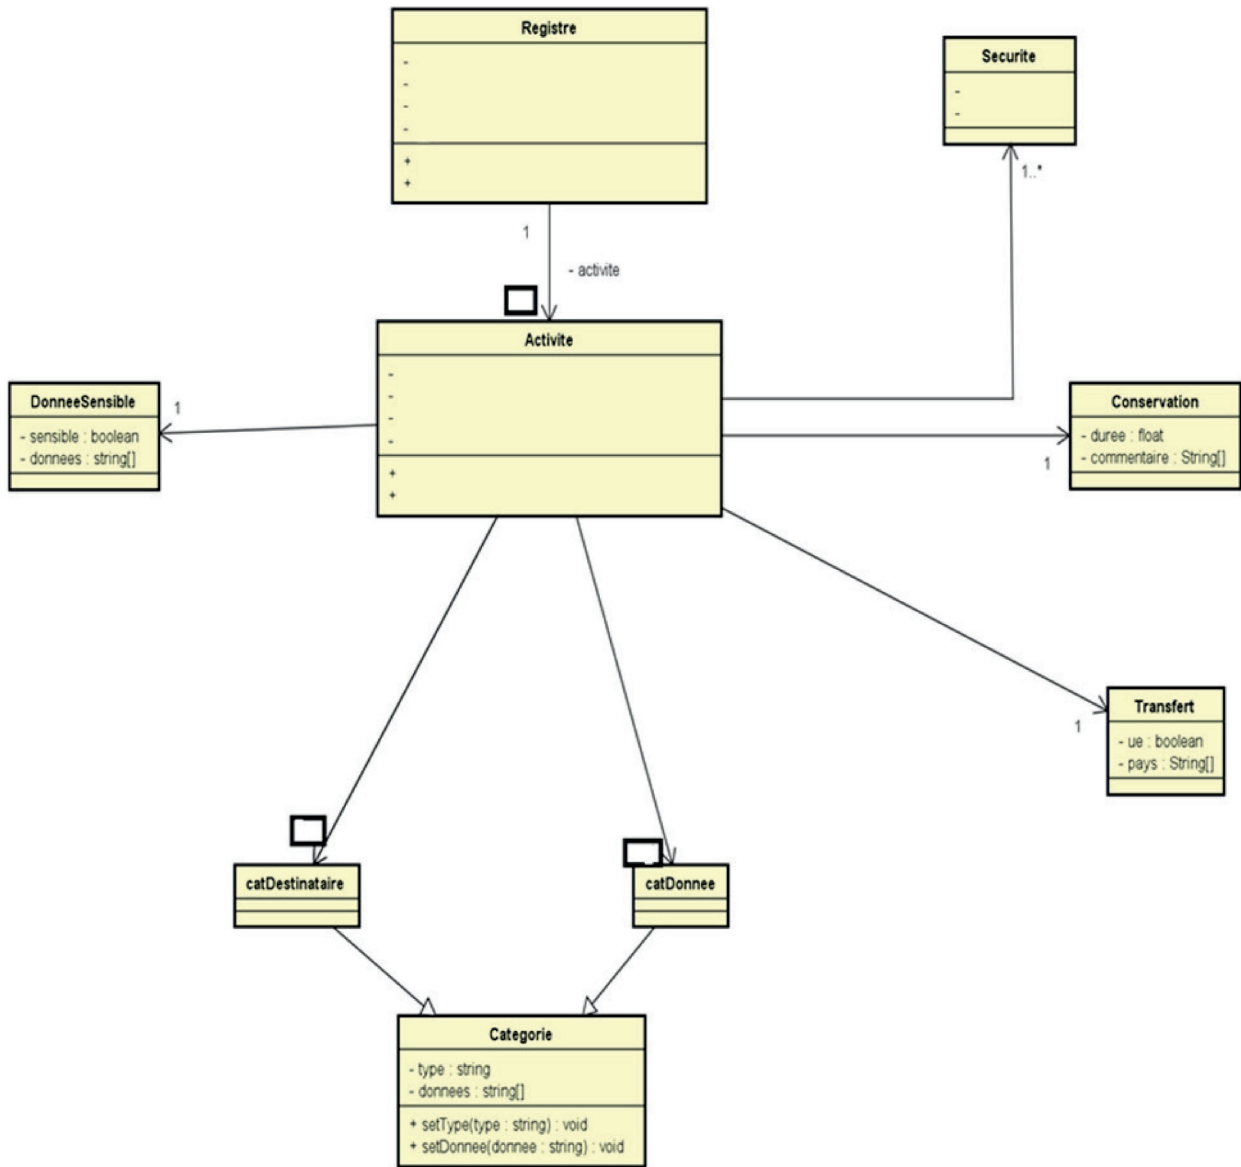 Registre
-
-
-
-
+
+
Securite
-
-
1..*
1
- activite
Activite
-
-
-
-
+
+
DonneeSensible
- sensible : boolean
- donnees : string[]
1
Conservation
- duree : float
- commentaire : String[]
1
Transfert
- ue : boolean
- pays : String[]
1
catDestinataire
catDonnee
Categorie
- type : string
- donnees : string[]
+ setType(type : string) : void
+ setDonnee(donnee : string) : void